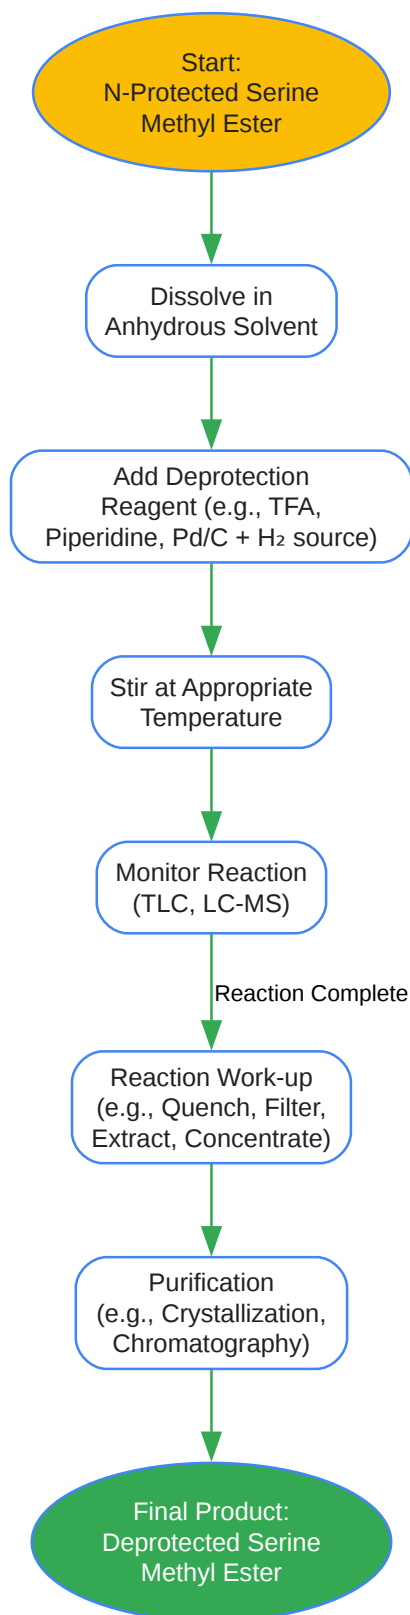 Start:
N-Protected Serine
Methyl Ester
Dissolve in
Anhydrous Solvent
Add Deprotection
Reagent (e.g., TFA,
Piperidine, Pd/C + H₂ source)
Stir at Appropriate
Temperature
Monitor Reaction
(TLC, LC-MS)
Reaction Complete
Reaction Work-up
(e.g., Quench, Filter,
Extract, Concentrate)
Purification
(e.g., Crystallization,
Chromatography)
Final Product:
Deprotected Serine
Methyl Ester